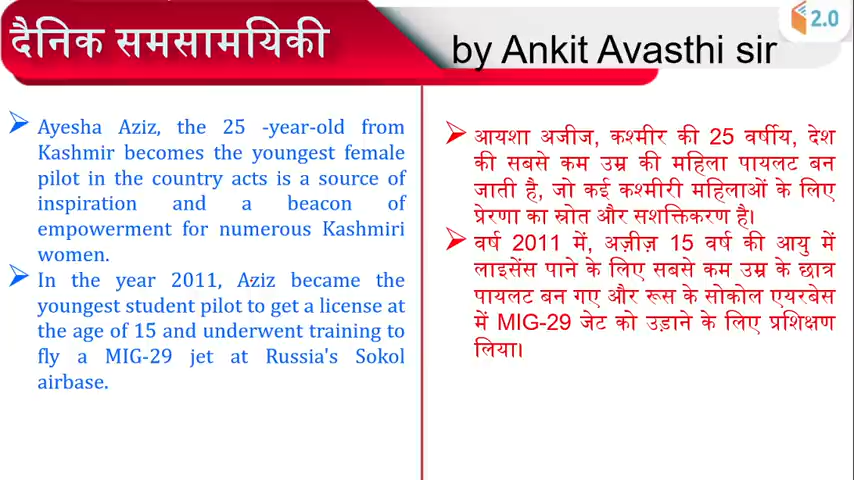 दैनिक समसामयिकी
by Ankit Avasthi sir
2.0
Ayesha Aziz, the 25 -year-old from
Kashmir becomes the youngest female
pilot in the country acts is a source of
inspiration and a beacon of
empowerment for numerous Kashmiri
women.
In the year 2011, Aziz became the
youngest student pilot to get a license at
the age of 15 and underwent training to
fly a MIG-29 jet at Russia's Sokol
airbase.
आयशा अजीज, कश्मीर की 25 वर्षीय, देश
की सबसे कम उम्र की महिला पायलट बन
जाती है, जो कई कश्मीरी महिलाओं के लिए
प्रेरणा का स्रोत और सशक्तिकरण है।
वर्ष 2011 में, अज़ीज़ 15 वर्ष की आयु में
लाइसेंस पाने के लिए सबसे कम उम्र के छात्र
पायलट बन गए और रूस के सोकोल एयरबेस
में MIG-29 जेट को उड़ाने के लिए प्रशिक्षण
लिया।